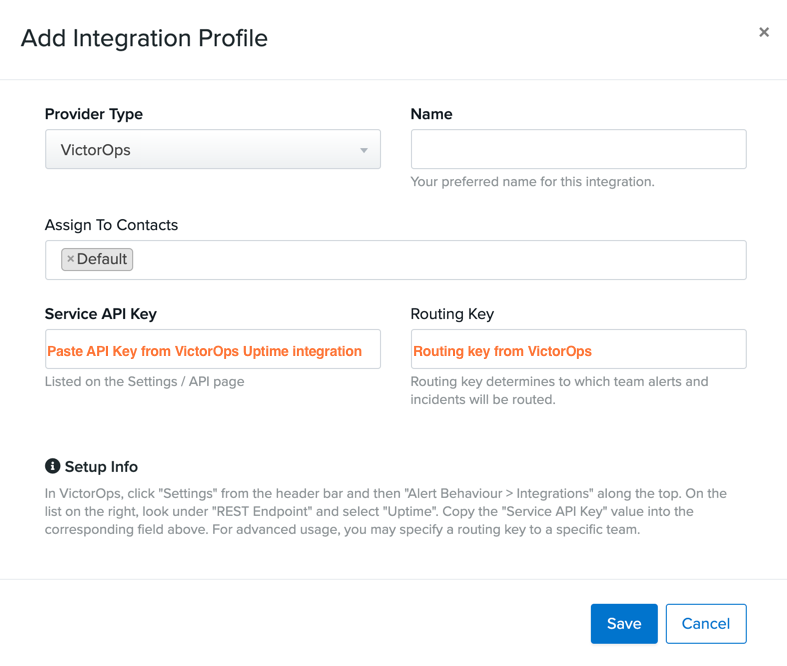 Add Integration Profile
×
Provider Type
Name
VictorOps
Your preferred name for this integration.
Assign To Contacts
×Default
Service API Key
Routing Key
Paste API Key from VictorOps Uptime integration
Routing key from VictorOps
Listed on the Settings / API page
Routing key determines to which team alerts and
incidents will be routed.
Setup Info
In VictorOps, click "Settings" from the header bar and then "Alert Behaviour > Integrations" along the top. On the
list on the right, look under "REST Endpoint" and select "Uptime". Copy the "Service API Key" value into the
corresponding field above. For advanced usage, you may specify a routing key to a specific team.
Save
Cancel